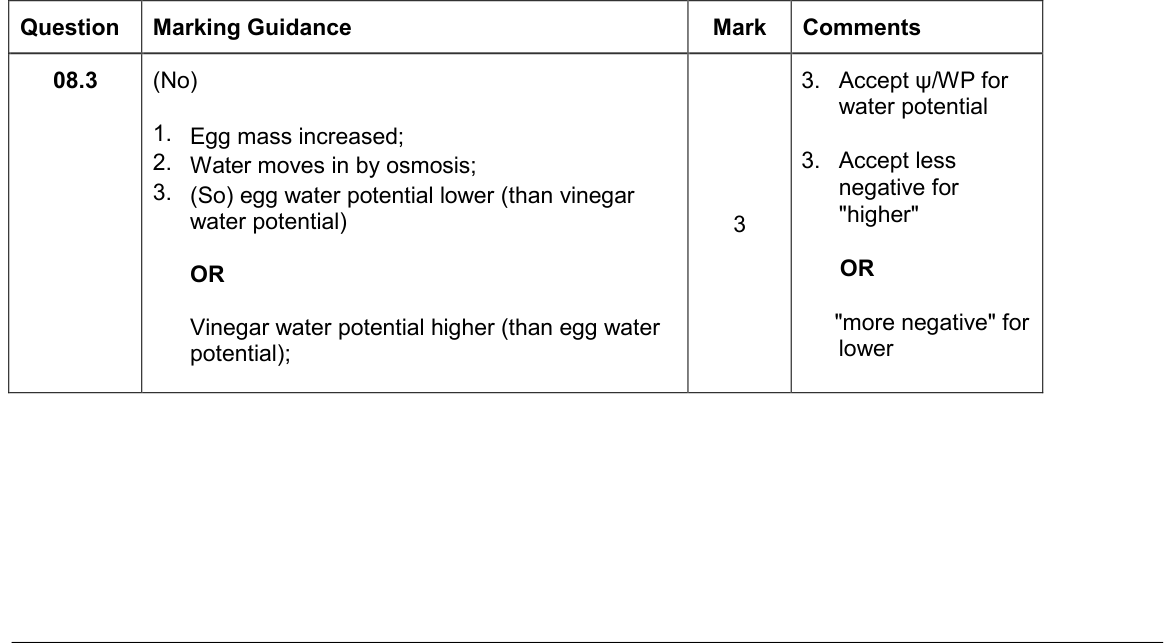 Question Marking Guidance Mark Comments
08.3
(No)
1. Egg mass increased;
2. Water moves in by osmosis;
3. (So) egg water potential lower (than vinegar
water potential)
OR
Vinegar water potential higher (than egg water
potential);
3
3. Accept ψ/WP for
water potential
3. Accept less
negative for
"higher"
OR
"more negative" for
lower